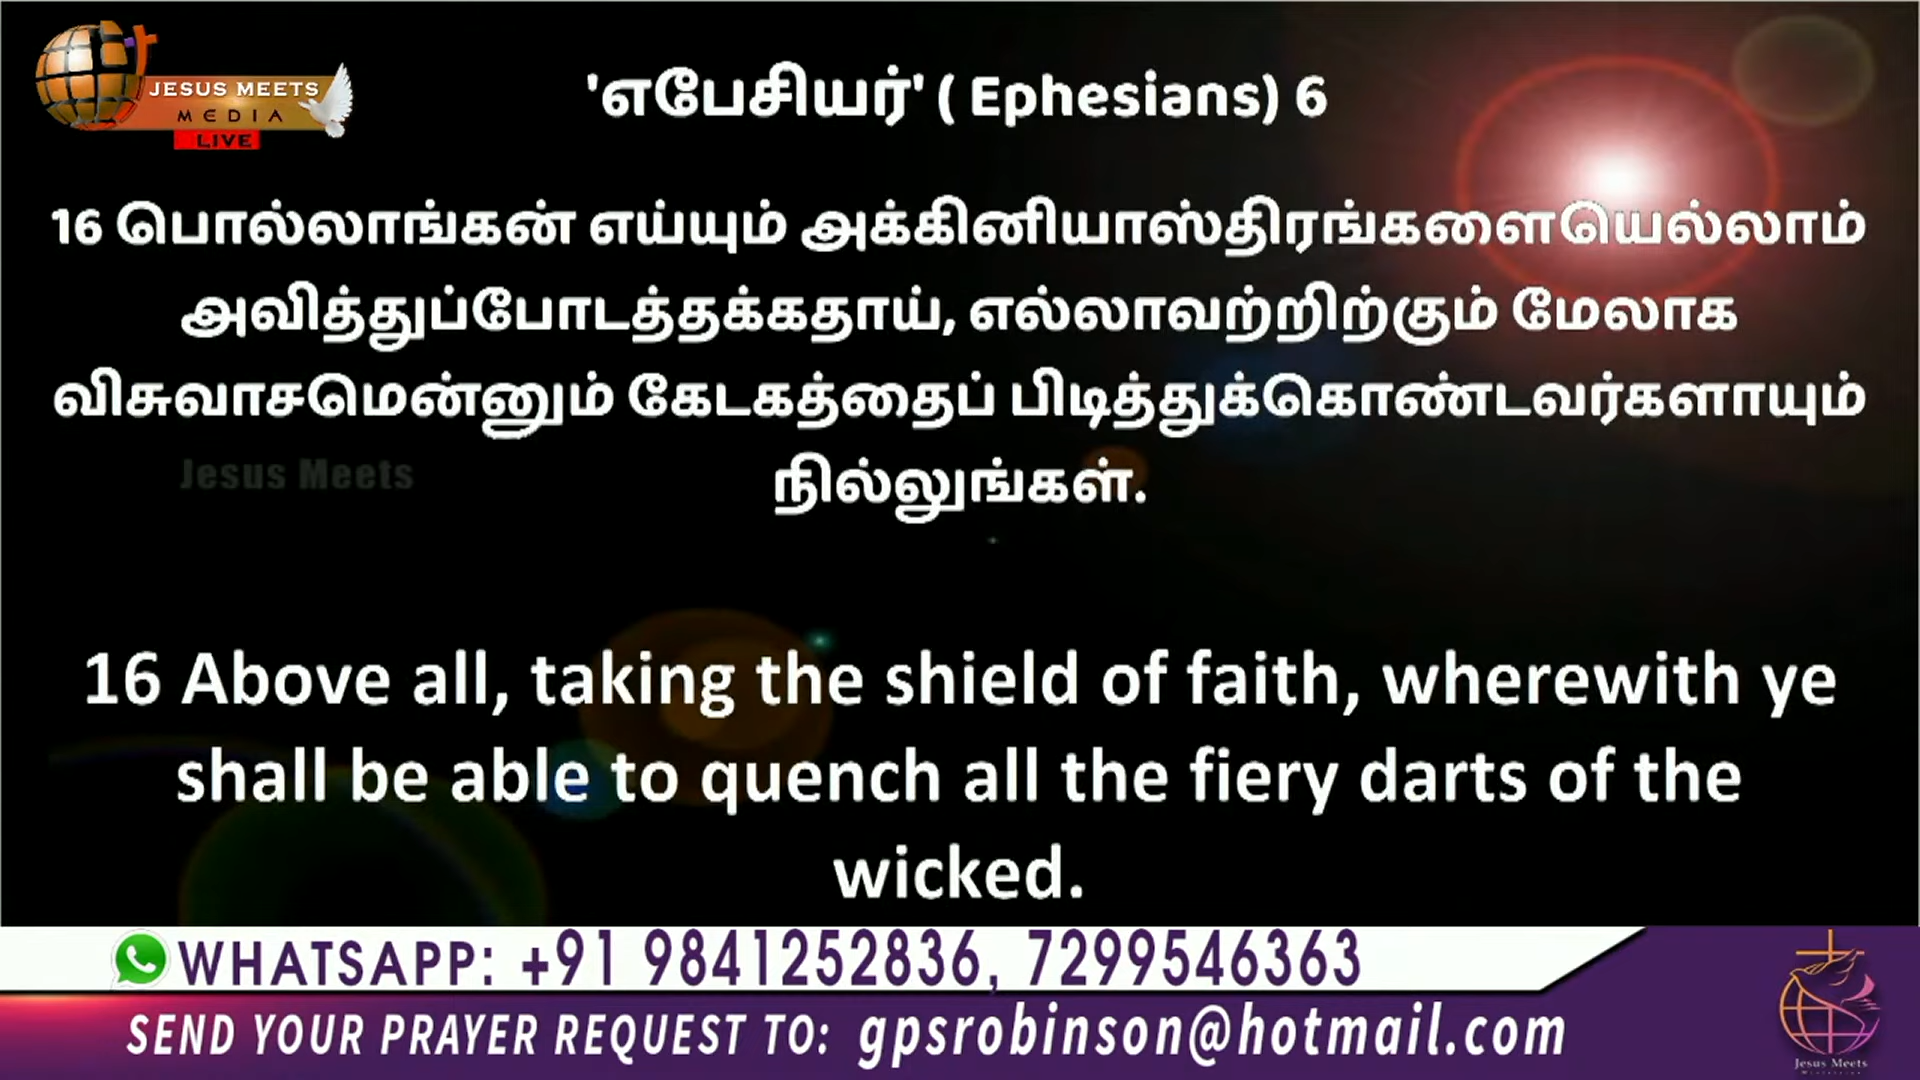 JESUS MEETS
MEDIA
LIVE
'எபேசியர்' ( Ephesians) 6
16 பொல்லாங்கன் எய்யும் அக்கினியாஸ்திரங்களையெல்லாம்
அவித்துப்போடத்தக்கதாய், எல்லாவற்றிற்கும் மேலாக
விசுவாசமென்னும் கேடகத்தைப் பிடித்துக்கொண்டவர்களாயும்
நில்லுங்கள்.
Jesus Meets
16 Above all, taking the shield of faith, wherewith ye
shall be able to quench all the fiery darts of the
wicked.
WHATSAPP: +91 9841252836, 7299546363
SEND YOUR PRAYER REQUEST TO: gpsrobinson@hotmail.com
Jesus Meets